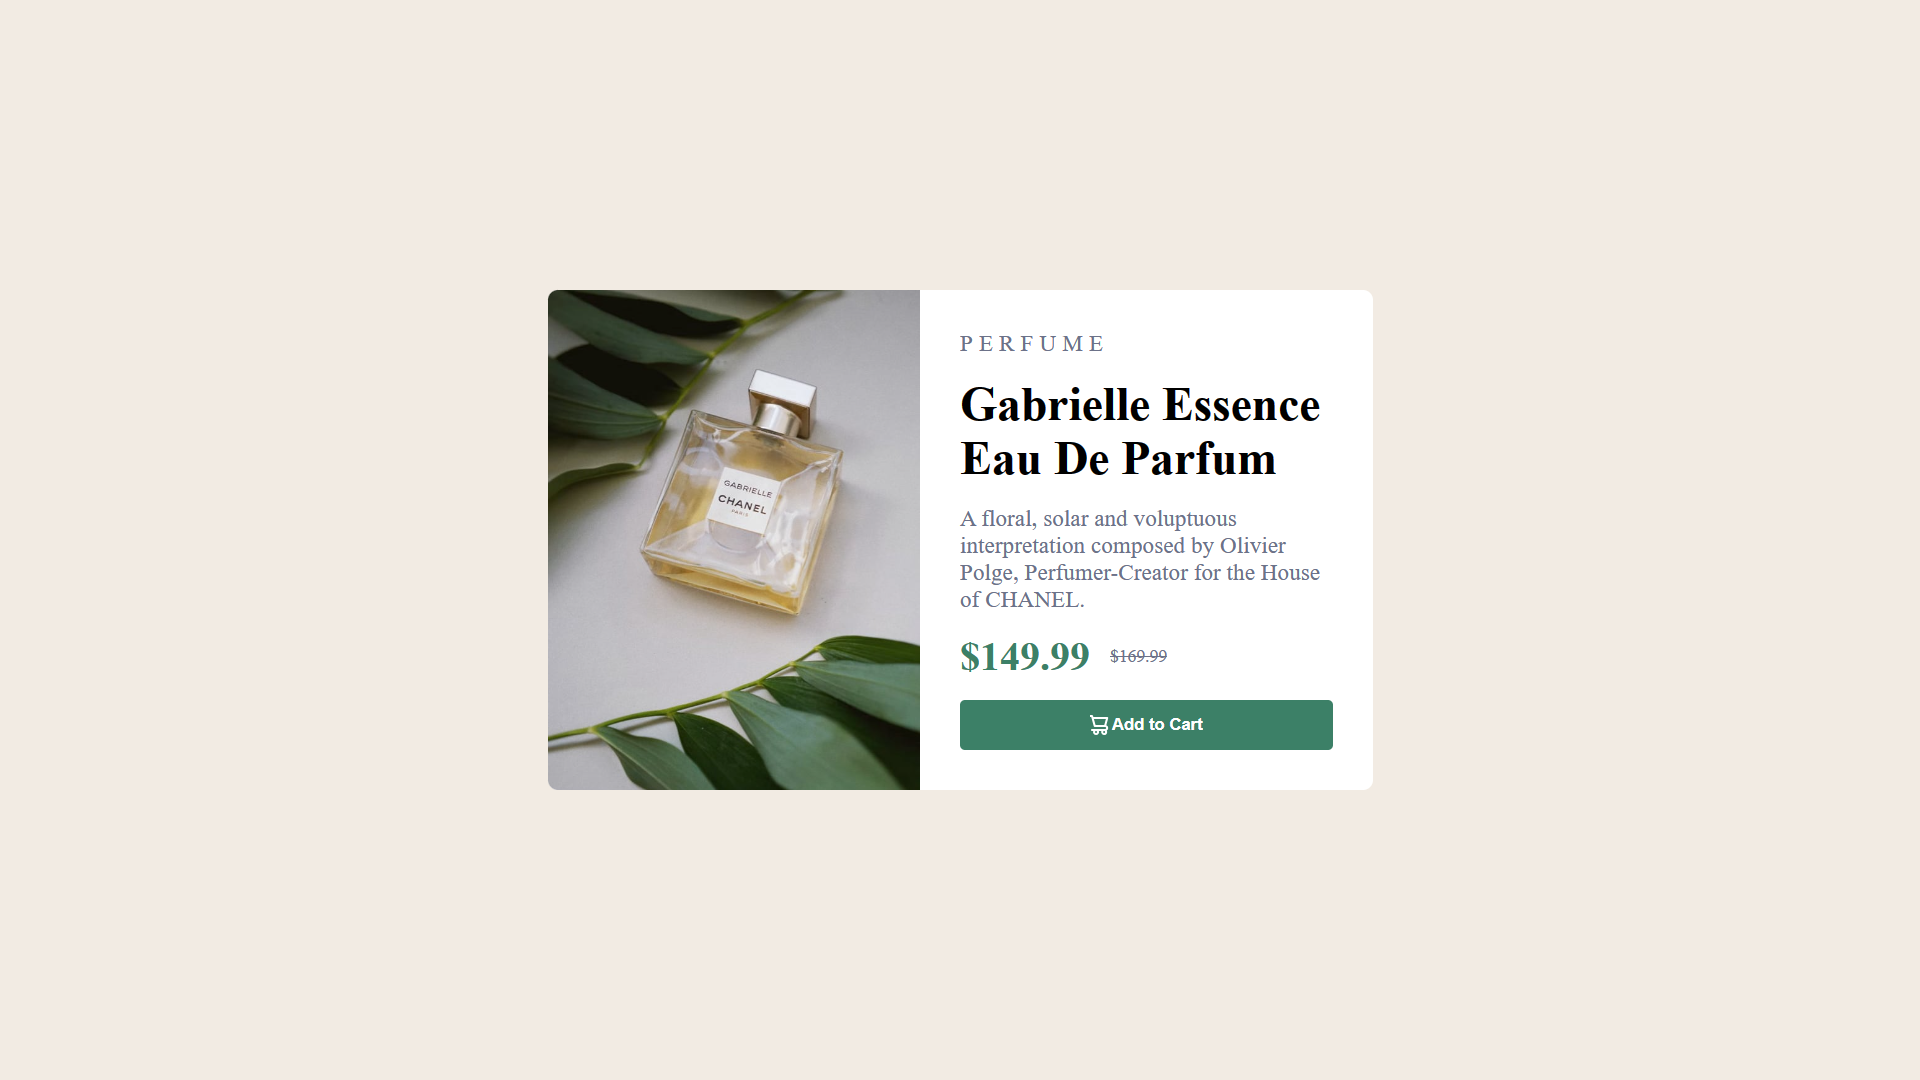 GABRIELLE
CHANEL
PARIS
PERFUME
Gabrielle Essence
Eau De Parfum
A floral, solar and voluptuous
interpretation composed by Olivier
Polge, Perfumer-Creator for the House
of CHANEL.
$149.99 $169.99
Add to Cart